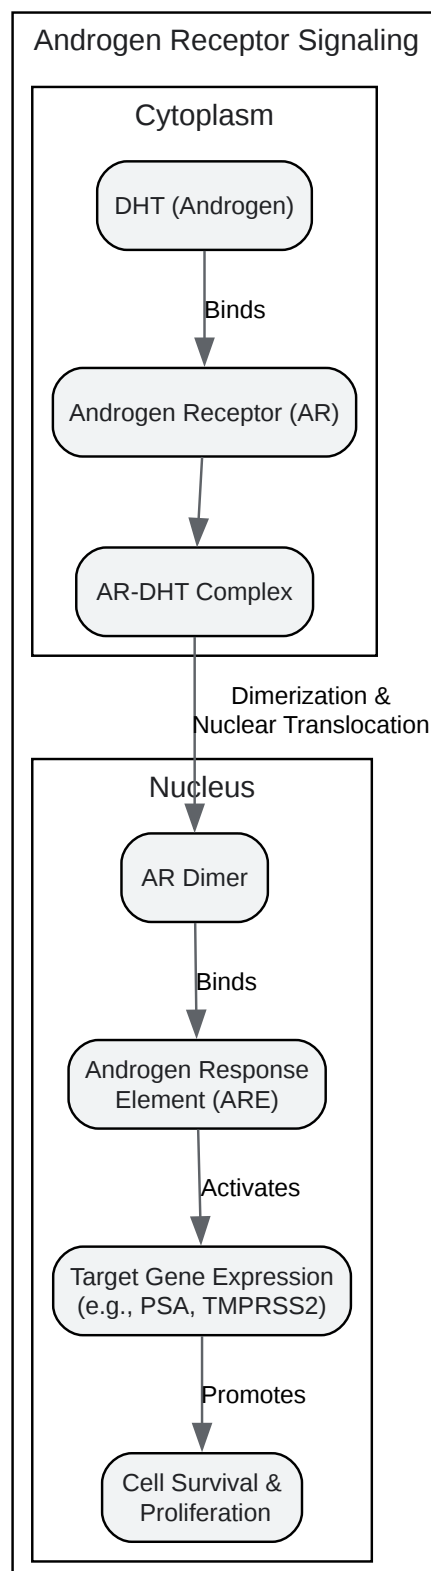 Androgen Receptor Signaling
Cytoplasm
DHT (Androgen)
Binds
Androgen Receptor (AR)
AR-DHT Complex
Dimerization &
Nuclear Translocation
Nucleus
AR Dimer
Binds
Androgen Response
Element (ARE)
Activates
Target Gene Expression
(e.g., PSA, TMPRSS2)
Promotes
Cell Survival &
Proliferation